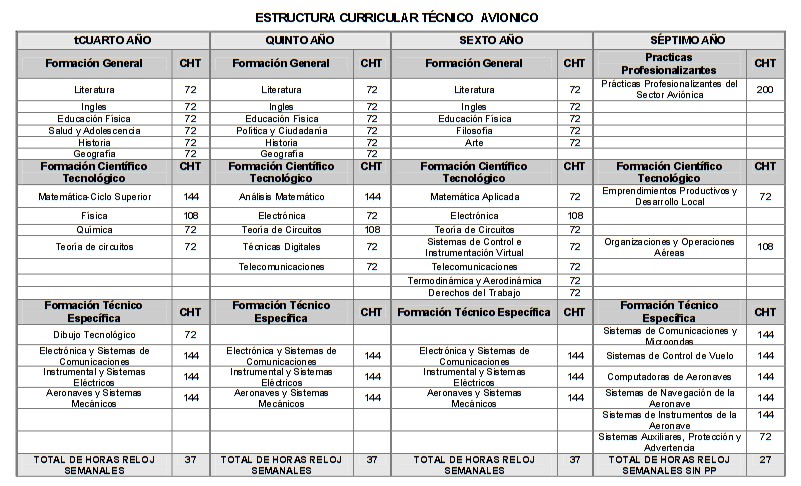 ESTRUCTURA CURRICULAR TÉCNICO AVIONICO
tCUARTO AÑO QUINTO AÑO SEXTO AÑO SÉPTIMO AÑO
Formación General CHT Formación General CHT Formación General CHT Practicas Profesionalizantes CHT
Literatura 72 Literatura 72 Literatura 72 Prácticas Profesionalizantes del Sector Aviónica 200
Ingles 72 Ingles 72 Ingles 72
Educación Física 72 Educación Física 72 Educación Física 72
Salud y Adolescencia 72 Política y Ciudadanía 72 Filosofía 72
Historia 72 Historia 72 Arte 72
Geografía 72 Geografía 72
Formación Científico Tecnológico CHT Formación Científico Tecnológico CHT Formación Científico Tecnológico CHT Formación Científico Tecnológico CHT
Matemática-Ciclo Superior 144 Análisis Matemático 144 Matemática Aplicada 72 Emprendimientos Productivos y Desarrollo Local 72
Física 108 Electrónica 72 Electrónica 108
Química 72 Teoría de Circuitos 108 Teoría de Circuitos 72
Teoría de circuitos 72 Técnicas Digitales 72 Sistemas de Control e Instrumentación Virtual 72 Organizaciones y Operaciones Aéreas 108
Telecomunicaciones 72 Telecomunicaciones 72
Termodinámica y Aerodinámica 72
Derechos del Trabajo 72
Formación Técnico Específica CHT Formación Técnico Específica CHT Formación Técnico Específica CHT Formación Técnico Específica CHT
Dibujo Tecnológico 72 Sistemas de Comunicaciones y Microondas 144
Electrónica y Sistemas de Comunicaciones 144 Electrónica y Sistemas de Comunicaciones 144 Electrónica y Sistemas de Comunicaciones 144 Sistemas de Control de Vuelo 144
Instrumental y Sistemas Eléctricos 144 Instrumental y Sistemas Eléctricos 144 Instrumental y Sistemas Eléctricos 144 Computadoras de Aeronaves 144
Aeronaves y Sistemas Mecánicos 144 Aeronaves y Sistemas Mecánicos 144 Aeronaves y Sistemas Mecánicos 144 Sistemas de Navegación de la Aeronave 144
Sistemas de Instrumentos de la Aeronave 144
Sistemas Auxiliares, Protección y Advertencia 72
TOTAL DE HORAS RELOJ SEMANALES 37 TOTAL DE HORAS RELOJ SEMANALES 37 TOTAL DE HORAS RELOJ SEMANALES 37 TOTAL DE HORAS RELOJ SEMANALES SIN PP 27